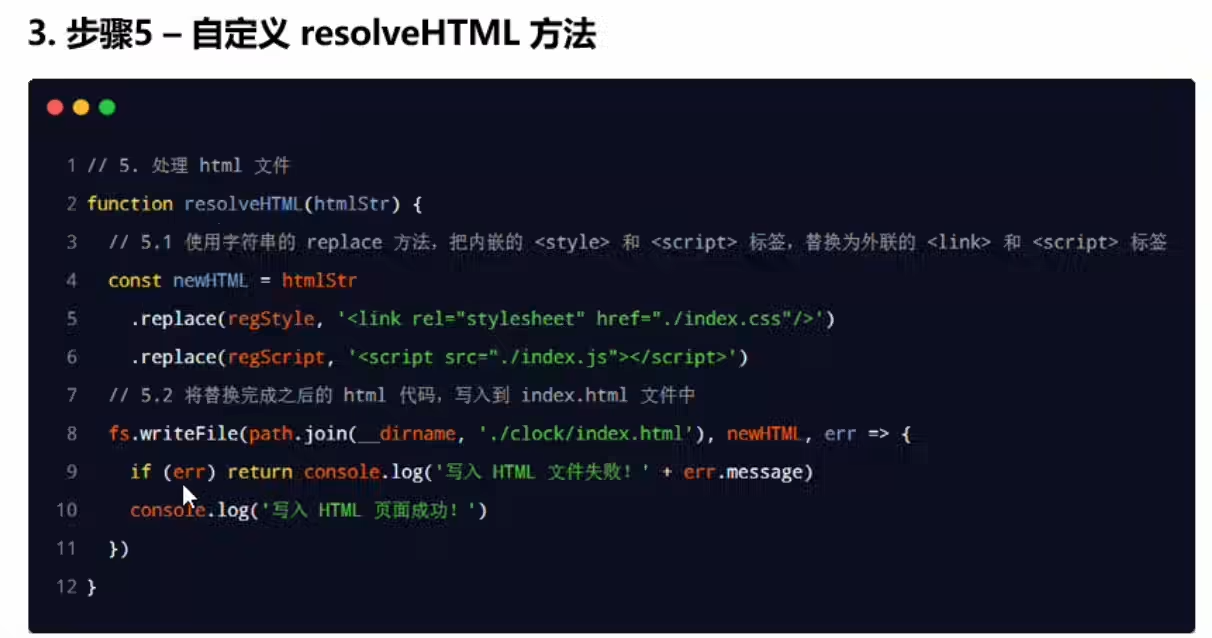 3. 步骤5 – 自定义 resolveHTML 方法
1 // 5. 处理 html 文件
2 function resolveHTML(htmlStr) {
3 // 5.1 使用字符串的 replace 方法，把内嵌的 <style> 和 <script> 标签，替换为外联的 <link> 和 <script> 标签
4 const newHTML = htmlStr
5 .replace(regStyle, '<link rel="stylesheet" href="./index.css"/>')
6 .replace(regScript, '<script src="./index.js"></script>')
7 // 5.2 将替换完成之后的 html 代码，写入到 index.html 文件中
8 fs.writeFile(path.join(__dirname, './clock/index.html'), newHTML, err => {
9 if (err) return console.log('写入 HTML 文件失败！' + err.message)
10 console.log('写入 HTML 页面成功！')
11 })
12 }